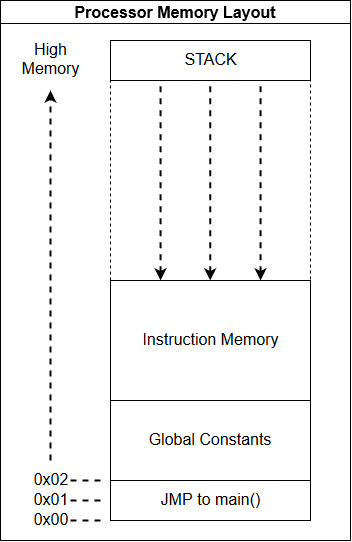 Processor Memory Layout
High
Memory
STACK
Instruction Memory
Global Constants
0x02
0x01
JMP to main()
0x00